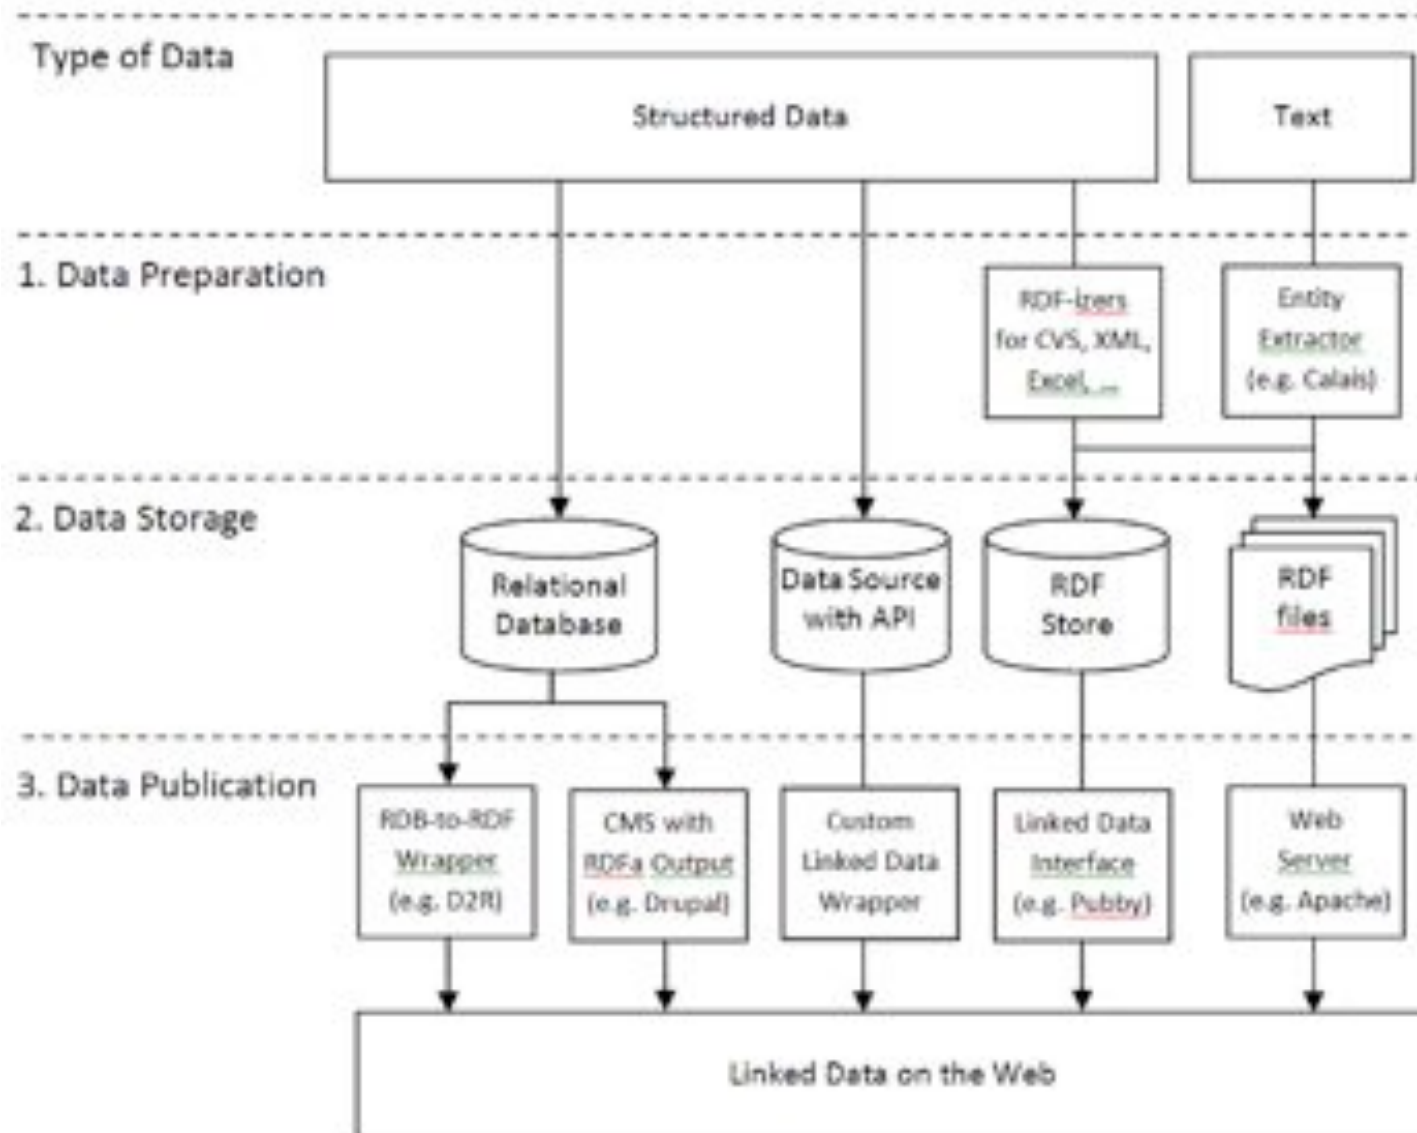 Type of Data
Structured Data
Text
1. Data Preparation
RDF-izers
for CVS, XML,
Excel, ...
Entity
Extractor
(e.g. Calais)
2. Data Storage
Relational
Database
Data Source
with API
RDF
Store
RDF
files
3. Data Publication
RDB-to-RDF
Wrapper
(e.g. D2R)
CMS with
RDFa Output
(e.g. Drupal)
Custom
Linked Data
Wrapper
Linked Data
Interface
(e.g. Pubby)
Web
Server
(e.g. Apache)
Linked Data on the Web